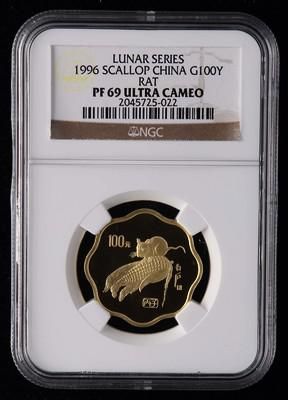 LUNAR SERIES
1996 SCALLOP CHINA G100Y
RAT
PF 69 ULTRA CAMEO
2045725-022
NGC
100元